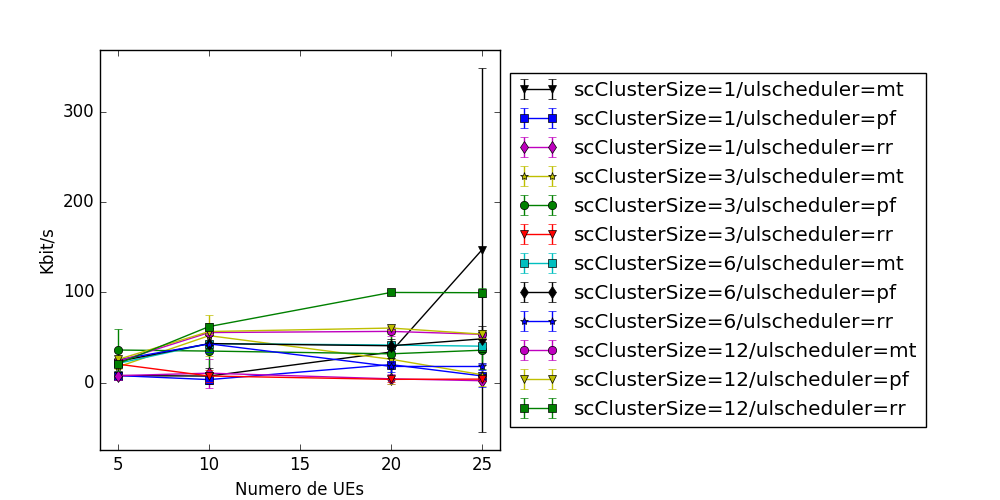 300
200
100
0
Kbit/s
5
10
15
20
25
Numero de UEs
scClusterSize=1/ulscheduler=mt
scClusterSize=1/ulscheduler=pf
scClusterSize=1/ulscheduler=rr
scClusterSize=3/ulscheduler=mt
scClusterSize=3/ulscheduler=pf
scClusterSize=3/ulscheduler=rr
scClusterSize=6/ulscheduler=mt
scClusterSize=6/ulscheduler=pf
scClusterSize=6/ulscheduler=rr
scClusterSize=12/ulscheduler=mt
scClusterSize=12/ulscheduler=pf
scClusterSize=12/ulscheduler=rr